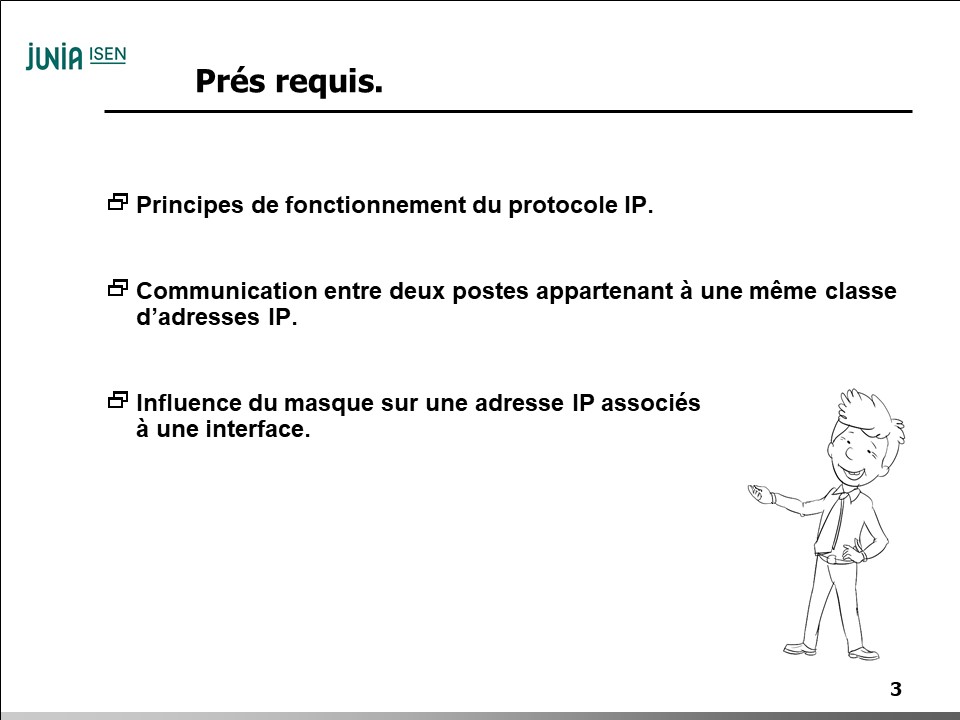 JUNIA ISEN
Prés requis.
Principes de fonctionnement du protocole IP.
Communication entre deux postes appartenant à une même classe
d’adresses IP.
Influence du masque sur une adresse IP associés
à une interface.
3